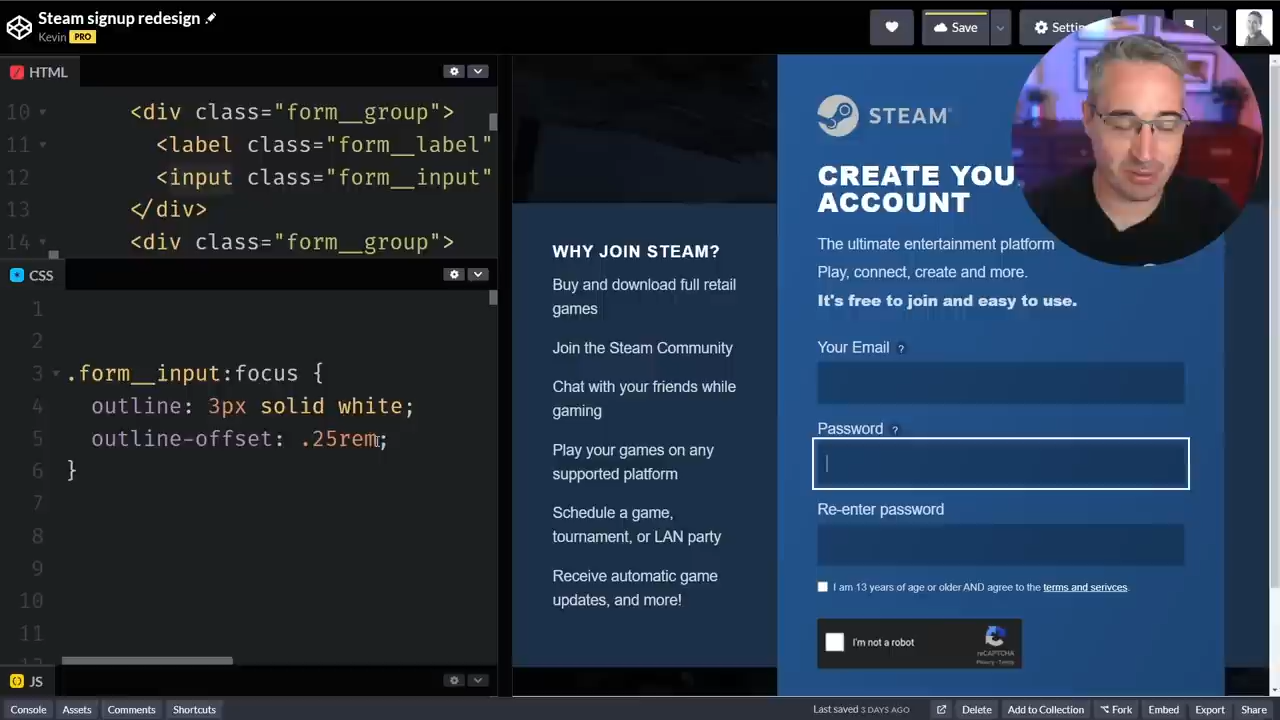 Steam signup redesign
Kevin PRO
Save
HTML
10 <div class="form__group">
11 <label class="form__label"
12 <input class="form__input"
13 </div>
14 <div class="form__group">
CSS
1
2
3 .form__input:focus {
4 outline: 3px solid white;
5 outline-offset: .25rem;
6 }
7
8
9
10
11
JS
STEAM
CREATE YOU
ACCOUNT
The ultimate entertainment platform
Play, connect, create and more.
It's free to join and easy to use.
WHY JOIN STEAM?
Buy and download full retail
games
Join the Steam Community
Chat with your friends while
gaming
Play your games on any
supported platform
Schedule a game,
tournament, or LAN party
Receive automatic game
updates, and more!
Your Email ?
Password ?
Re-enter password
I am 13 years of age or older AND agree to the terms and serivces.
I'm not a robot
reCAPTCHA
Privacy - Terms
Console Assets Comments Shortcuts
Last saved 3 DAYS AGO
Delete Add to Collection Fork Embed Export Share